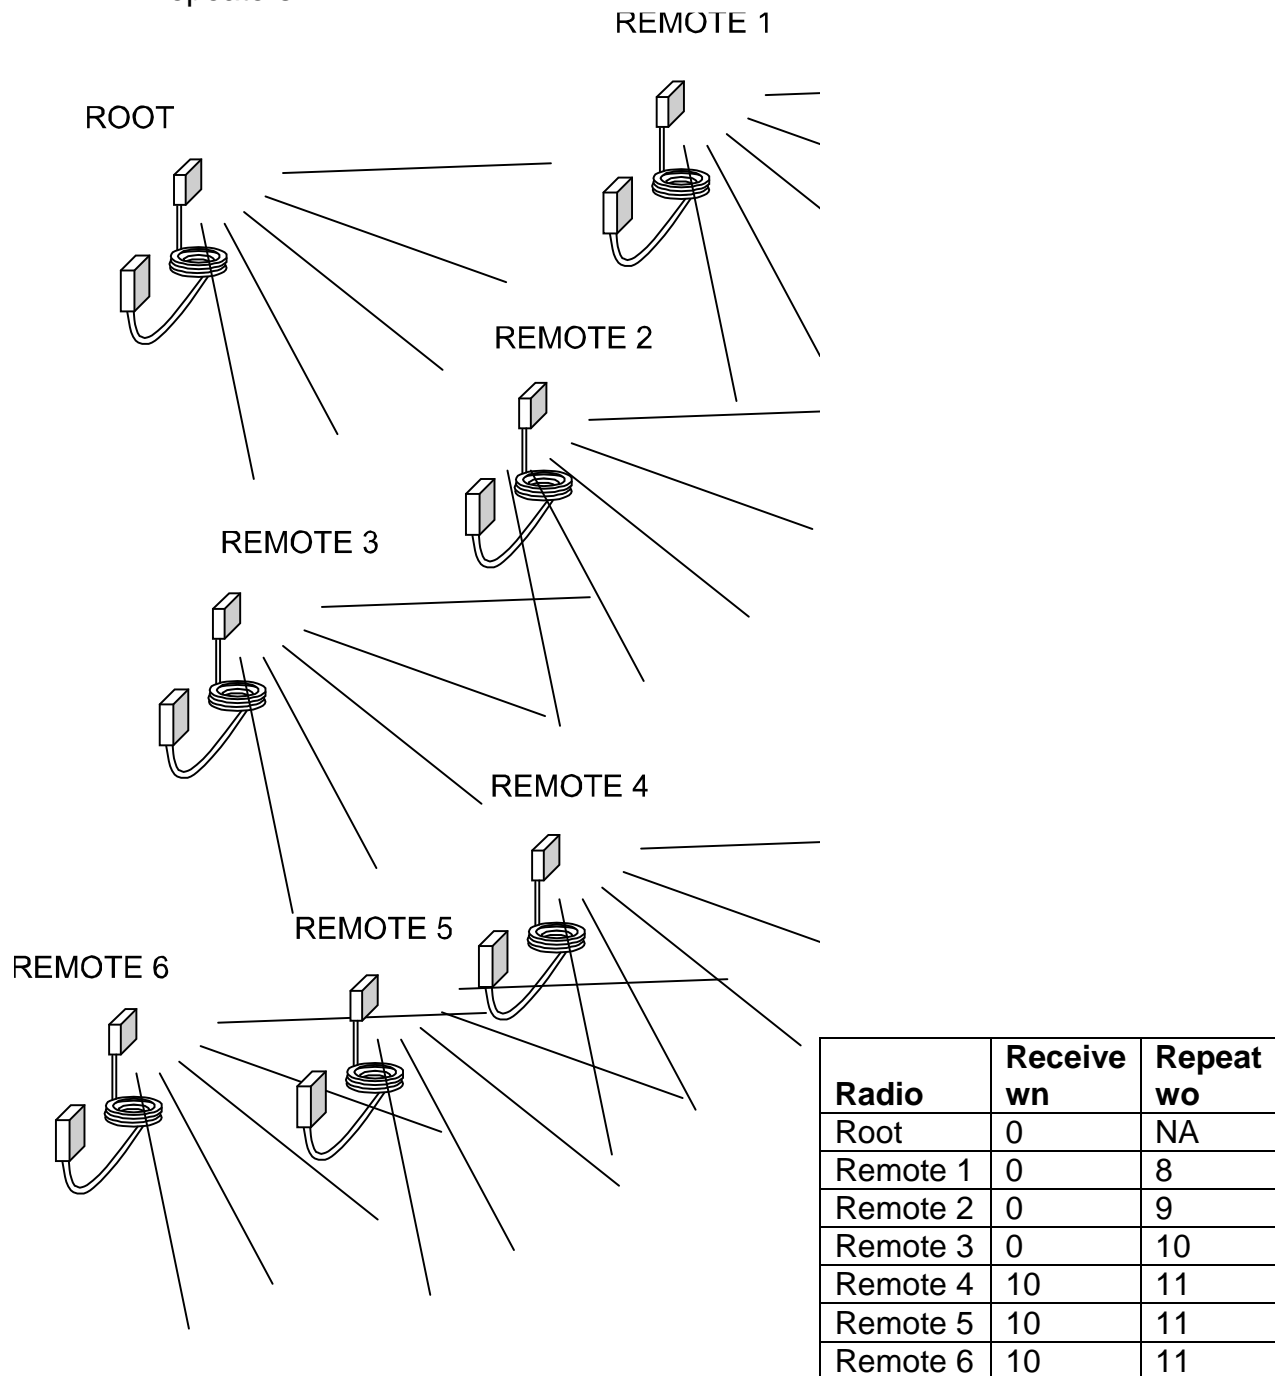 REMOTE 1
ROOT
REMOTE 2
REMOTE 3
REMOTE 4
REMOTE 5
REMOTE 6
Radio Receive wn Repeat wo
Root 0 NA
Remote 1 0 8
Remote 2 0 9
Remote 3 0 10
Remote 4 10 11
Remote 5 10 11
Remote 6 10 11